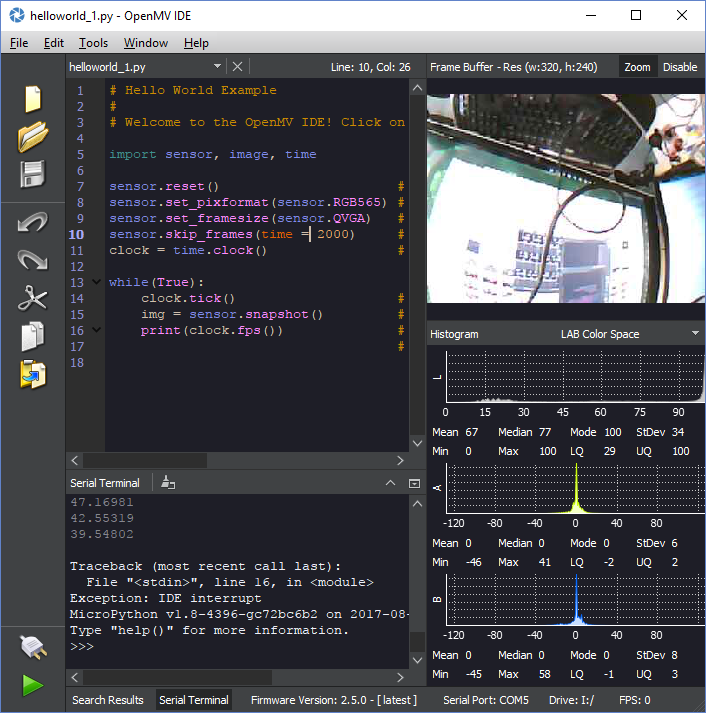 helloworld_1.py - OpenMV IDE
File Edit Tools Window Help
helloworld_1.py
Line: 10, Col: 26
Frame Buffer - Res (w:320, h:240)
Zoom
Disable
1 # Hello World Example
2 #
3 # Welcome to the OpenMV IDE! Click on
4
5 import sensor, image, time
6
7 sensor.reset() #
8 sensor.set_pixformat(sensor.RGB565) #
9 sensor.set_framesize(sensor.QVGA) #
10 sensor.skip_frames(time = 2000) #
11 clock = time.clock() #
12
13 while(True):
14 clock.tick() #
15 img = sensor.snapshot() #
16 print(clock.fps()) #
17 #
18
Serial Terminal
47.16981
42.55319
39.54802
Traceback (most recent call last):
File "<stdin>", line 16, in <module>
Exception: IDE interrupt
MicroPython v1.8-4396-gc72bc6b2 on 2017-08-
Type "help()" for more information.
>>>
Histogram
LAB Color Space
L
0 15 30 45 60 75 90
Mean 67 Median 77 Mode 100 StDev 34
Min 0 Max 100 LQ 29 UQ 100
A
-120 -80 -40 0 40 80
Mean 0 Median 0 Mode 0 StDev 6
Min -46 Max 41 LQ -2 UQ 2
B
-120 -80 -40 0 40 80
Mean 0 Median 0 Mode 0 StDev 8
Min -45 Max 58 LQ -1 UQ 3
Search Results
Serial Terminal
Firmware Version: 2.5.0 - [ latest ]
Serial Port: COM5
Drive: I:/
FPS: 0